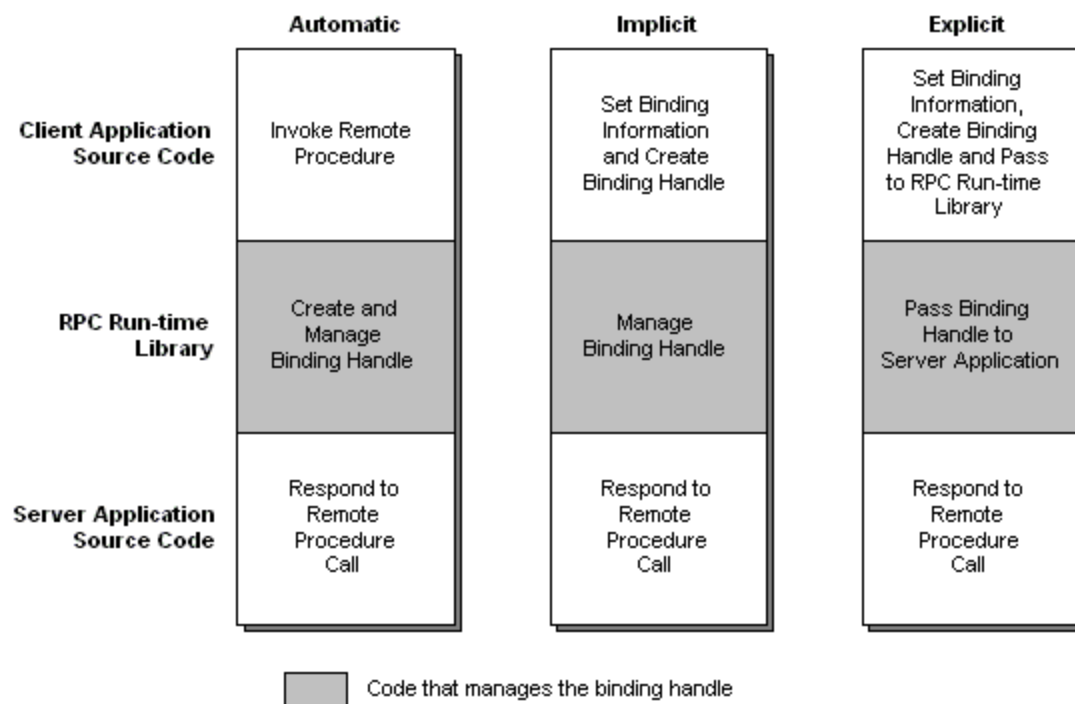 Automatic
Implicit
Explicit
Client Application
Source Code
Invoke Remote
Procedure
Set Binding
Information
and Create
Binding Handle
Set Binding
Information,
Create Binding
Handle and Pass
to RPC Run-time
Library
RPC Run-time
Library
Create and
Manage
Binding Handle
Manage
Binding Handle
Pass Binding
Handle to
Server Application
Server Application
Source Code
Respond to
Remote
Procedure
Call
Respond to
Remote
Procedure
Call
Respond to
Remote
Procedure
Call
Code that manages the binding handle